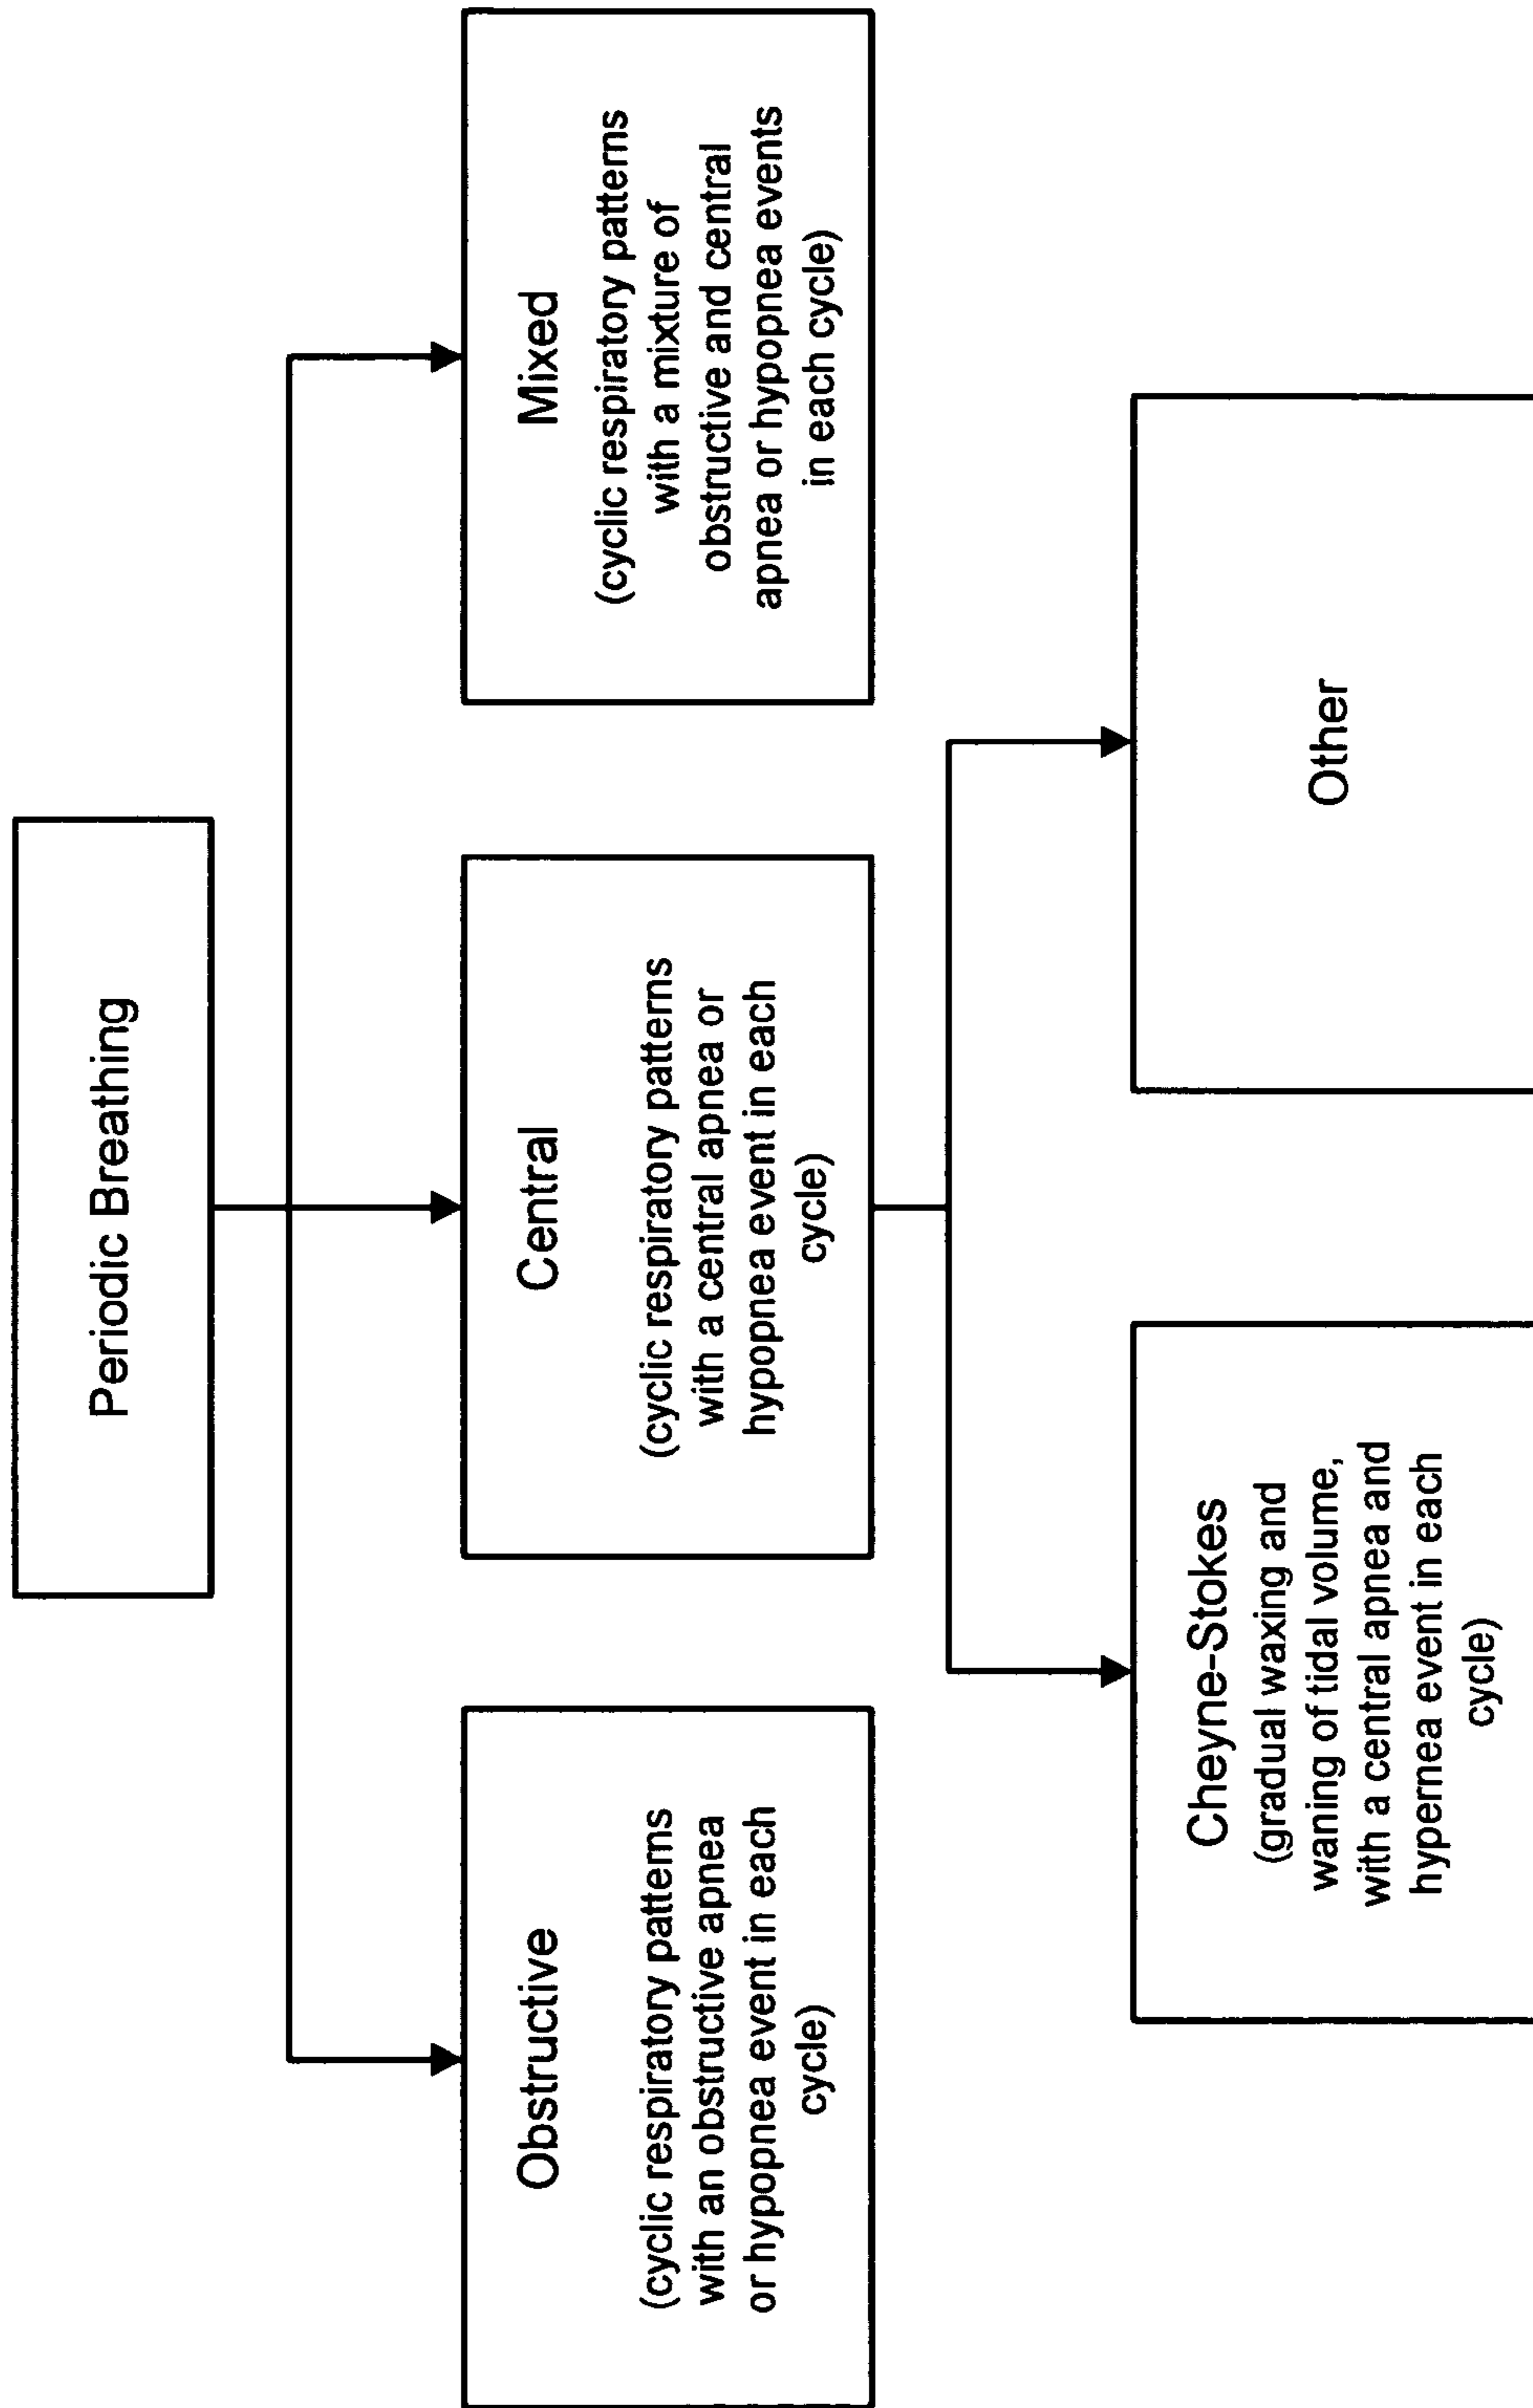 Periodic Breathing
Obstructive
(cyclic respiratory patterns
with an obstructive apnea
or hypopnea event in each
cycle)
Central
(cyclic respiratory patterns
with a central apnea or
hypopnea event in each
cycle)
Mixed
(cyclic respiratory patterns
with a mixture of
obstructive and central
apnea or hypopnea events
in each cycle)
Cheyne-Stokes
(gradual waxing and
waning of tidal volume,
with a central apnea and
hypernea event in each
cycle)
Other